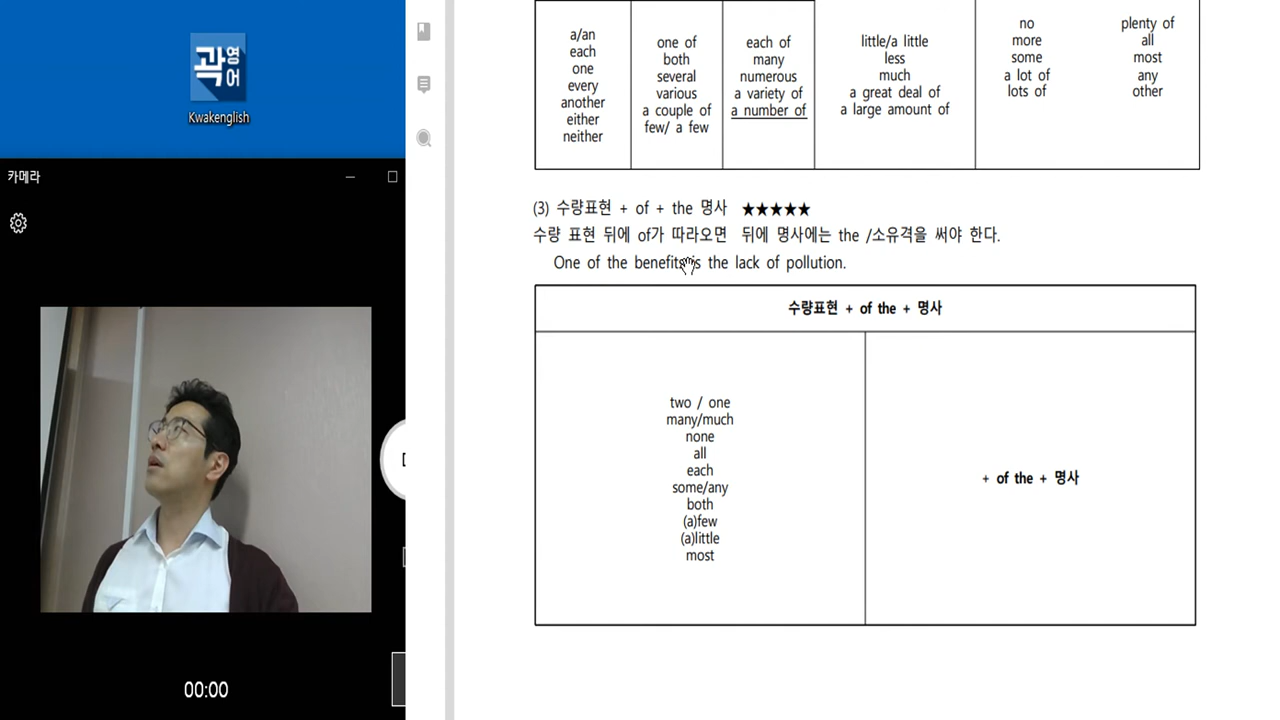 곽영어
Kwakenglish
카메라
00:00
a/an
each
one
every
another
either
neither
one of
both
several
various
a couple of
few/ a few
each of
many
numerous
a variety of
a number of
little/a little
less
much
a great deal of
a large amount of
no
more
some
a lot of
lots of
plenty of
all
most
any
other
(3) 수량표현 + of + the 명사 ★★★★★
수량 표현 뒤에 of가 따라오면 뒤에 명사에는 the /소유격을 써야 한다.
One of the benefits is the lack of pollution.
수량표현 + of the + 명사
two / one
many/much
none
all
each
some/any
both
(a)few
(a)little
most
+ of the + 명사